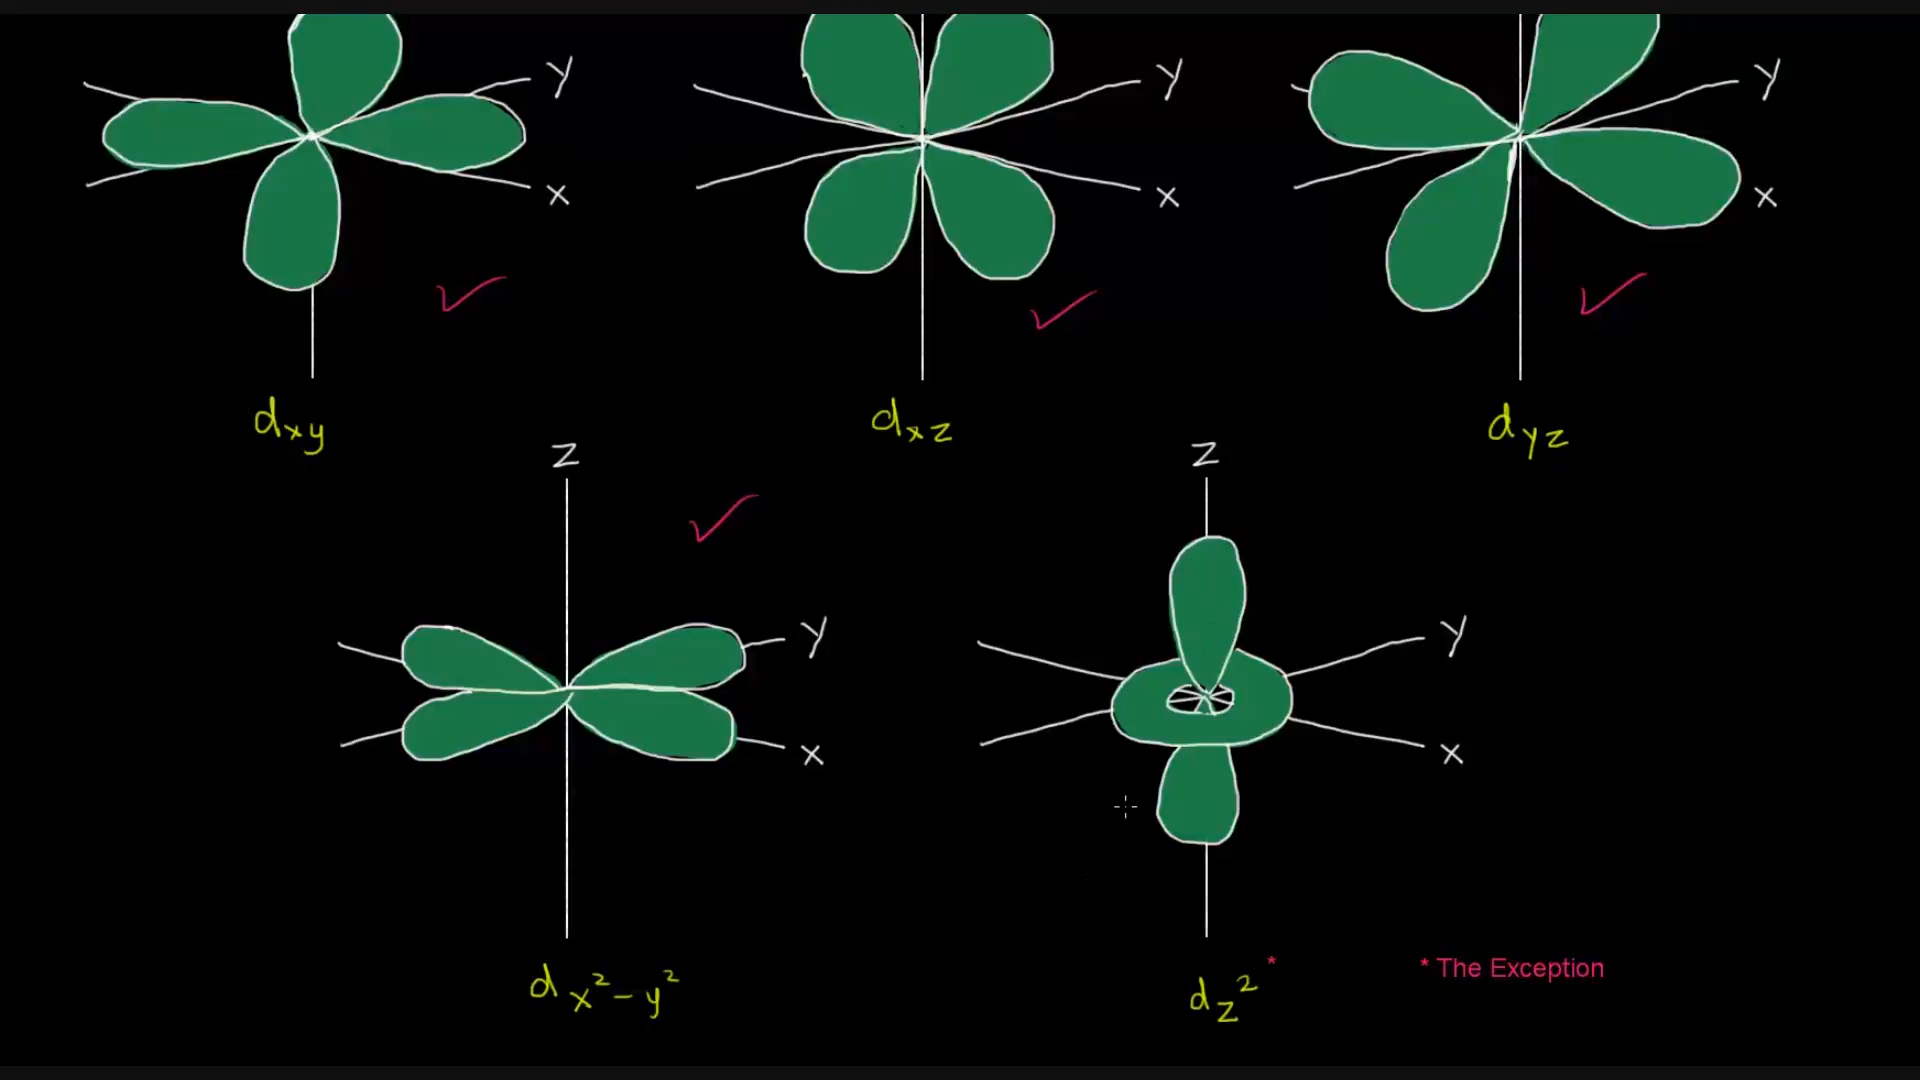 Y Y Y
X X X
dxy dxz dyz
Z Z
Y Y
X X
dx²-y² dz² * * The Exception